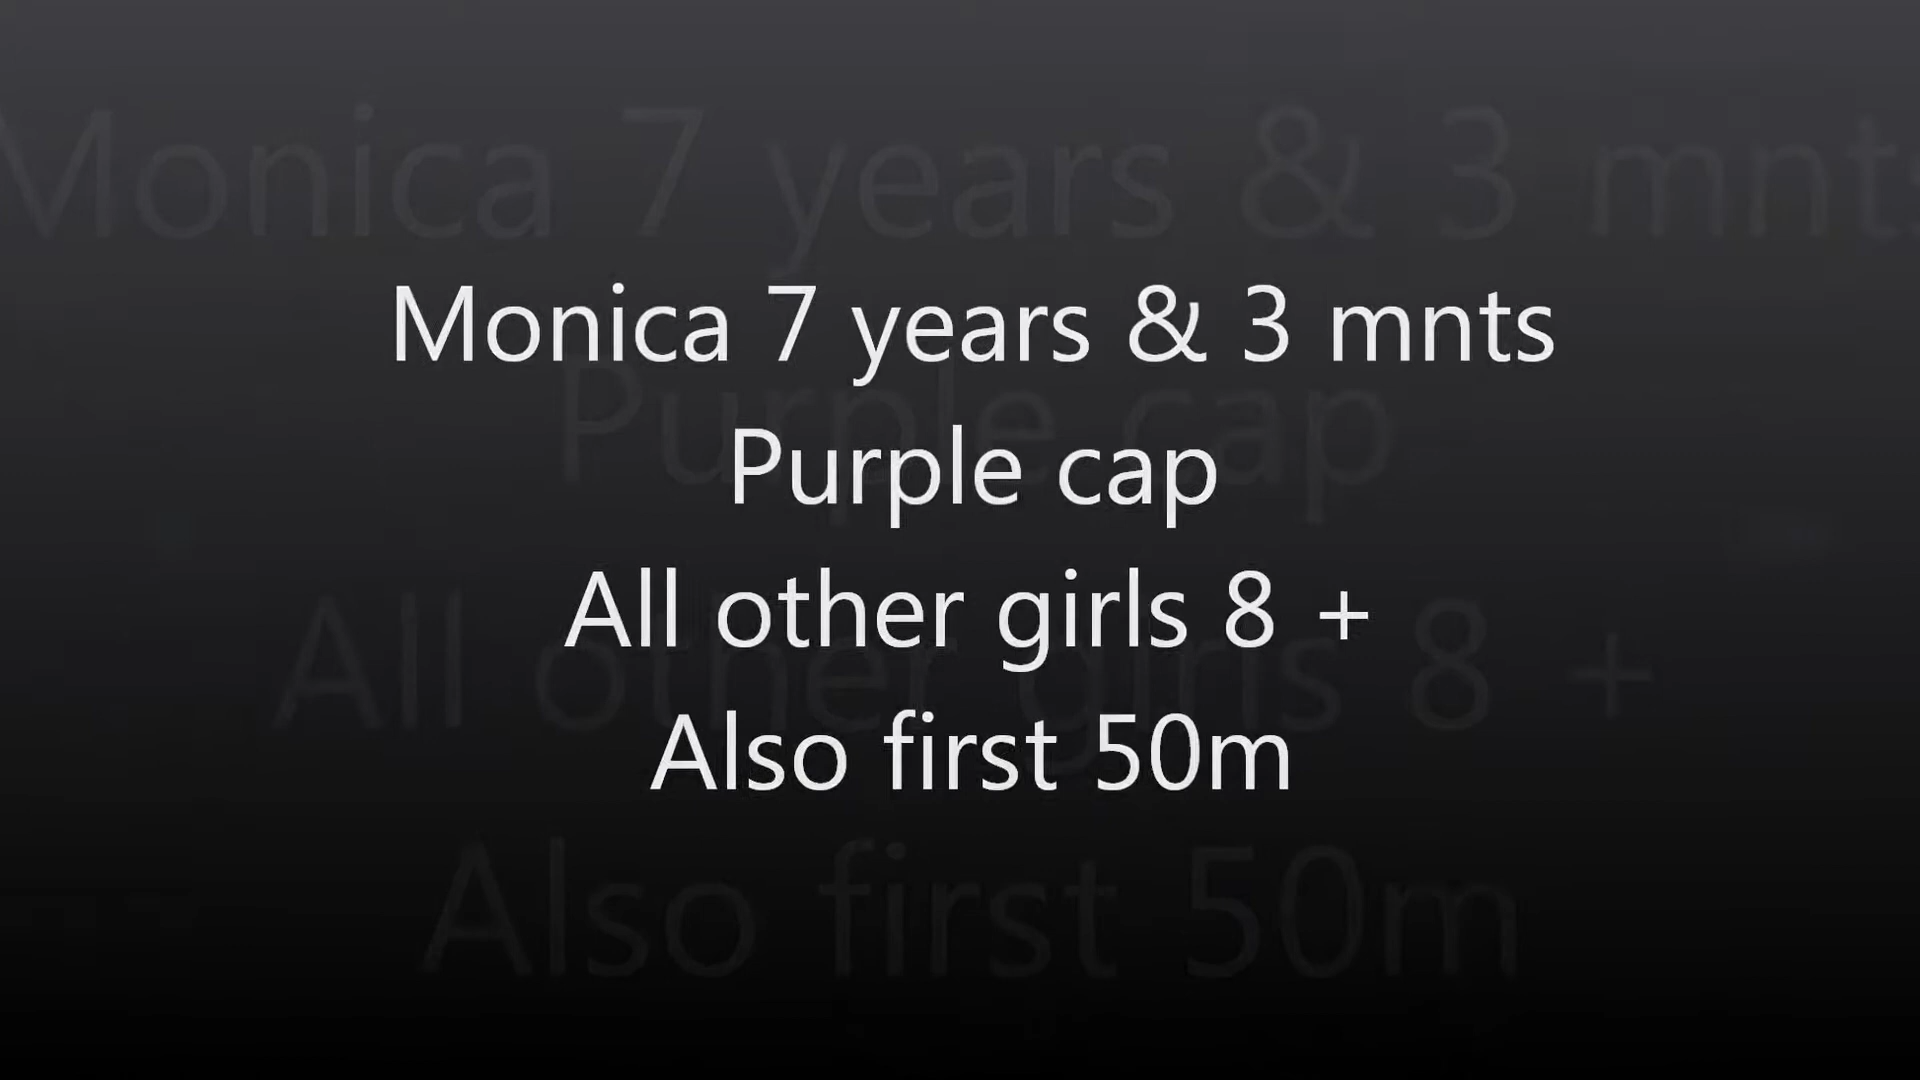 Monica 7 years & 3 mnts
Purple cap
All other girls 8 +
Also first 50m